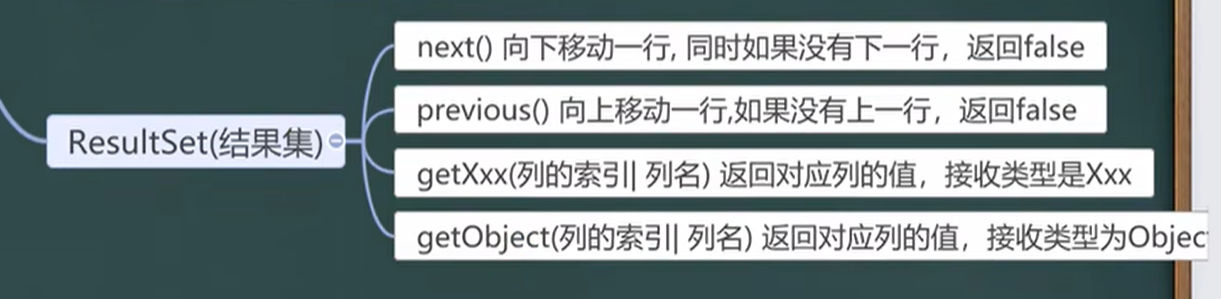 next() 向下移动一行, 同时如果没有下一行，返回false
previous() 向上移动一行,如果没有上一行，返回false
ResultSet(结果集)
getXxx(列的索引| 列名) 返回对应列的值，接收类型是Xxx
getObject(列的索引| 列名) 返回对应列的值，接收类型为Objec